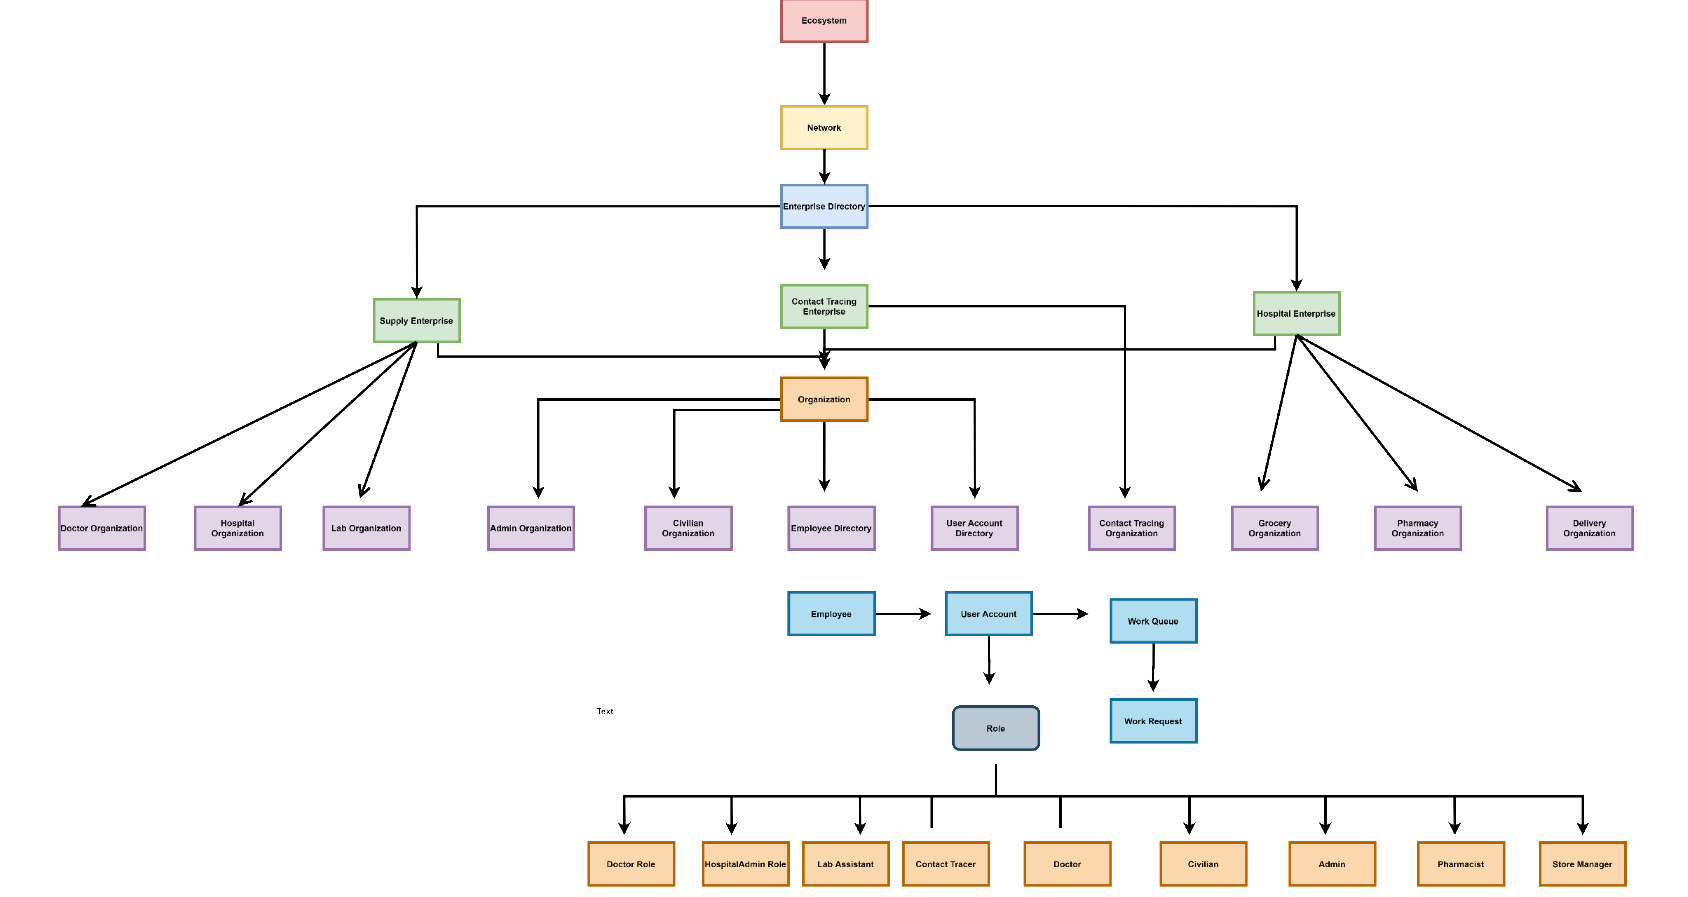 Ecosystem
Network
Enterprise Directory
Supply Enterprise
Contact Tracing
Enterprise
Hospital Enterprise
Organization
Doctor Organization
Hospital
Organization
Lab Organization
Admin Organization
Civilian
Organization
Employee Directory
User Account
Directory
Contact Tracing
Organization
Grocery
Organization
Pharmacy
Organization
Delivery
Organization
Employee
User Account
Work Queue
Text
Role
Work Request
Doctor Role
HospitalAdmin Role
Lab Assistant
Contact Tracer
Doctor
Civilian
Admin
Pharmacist
Store Manager